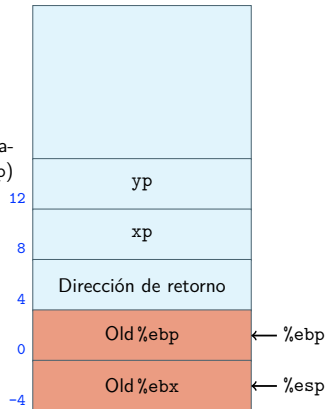 a-
p)
yp
12
xp
8
Dirección de retorno
4
Old %ebp
%ebp
0
Old %ebx
%esp
-4